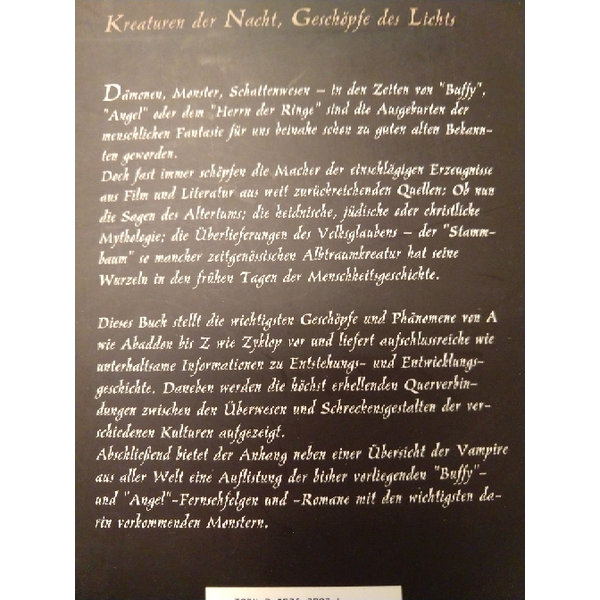 Kreaturen der Nacht, Geschöpfe des Lichts
Dämonen, Monster, Schattenwesen – in den Zeiten von "Buffy",
"Angel" oder dem "Herrn der Ringe" sind die Ausgeburten der
menschlichen Fantasie für uns beinahe schon zu guten alten Bekann-
ten geworden.
Doch fast immer schöpfen die Macher der einschlägigen Erzeugnisse
aus Film und Literatur aus weit zurückreichenden Quellen: Ob nun
die Sagen des Altertums; die heidnische, jüdische oder christliche
Mythologie; die Überlieferungen des Volksglaubens – der "Stamm-
baum" so mancher zeitgenössischen Albtraumkreatur hat seine
Wurzeln in den frühen Tagen der Menschheitsgeschichte.
Dieses Buch stellt die wichtigsten Geschöpfe und Phänomene von A
wie Abaddon bis Z wie Zyklop vor und liefert aufschlussreiche wie
unterhaltsame Informationen zu Entstehungs- und Entwicklungs-
geschichte. Daneben werden die höchst erhellenden Querverbin-
dungen zwischen den Überwesen und Schreckensgestalten der ver-
schiedenen Kulturen aufgezeigt.
Abschließend bietet der Anhang neben einer Übersicht der Vampire
aus aller Welt eine Auflistung der bisher vorliegenden "Buffy"-
und "Angel"-Fernsehfolgen und -Romane mit den wichtigsten da-
rin vorkommenden Monstern.